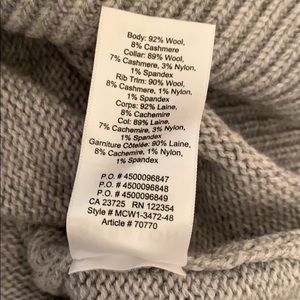 Body: 92% Wool,
8% Cashmere
Collar: 89% Wool,
7% Cashmere, 3% Nylon,
1% Spandex
Rib Trim: 90% Wool,
8% Cashmere, 1% Nylon,
1% Spandex
Corps: 92% Laine,
8% Cachemire
Col: 89% Laine,
7% Cachemire, 3% Nylon,
1% Spandex
Garniture Côtelée: 90% Laine,
8% Cachemire, 1% Nylon,
1% Spandex
P.O. # 4500096847
P.O. # 4500096848
P.O. # 4500096849
CA 23725 RN 122354
Style # MCW1-3472-48
Article # 70770